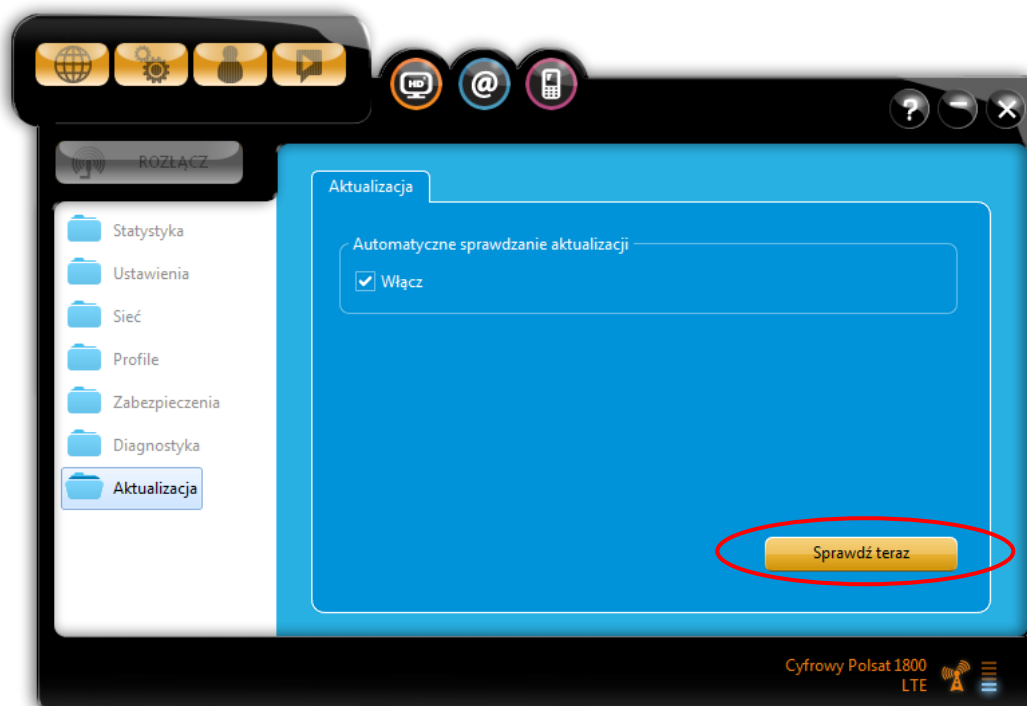 HD
@
?
ROZŁĄCZ
Statystyka
Ustawienia
Sieć
Profile
Zabezpieczenia
Diagnostyka
Aktualizacja
Aktualizacja
Automatyczne sprawdzanie aktualizacji
Włącz
Sprawdź teraz
Cyfrowy Polsat 1800
LTE